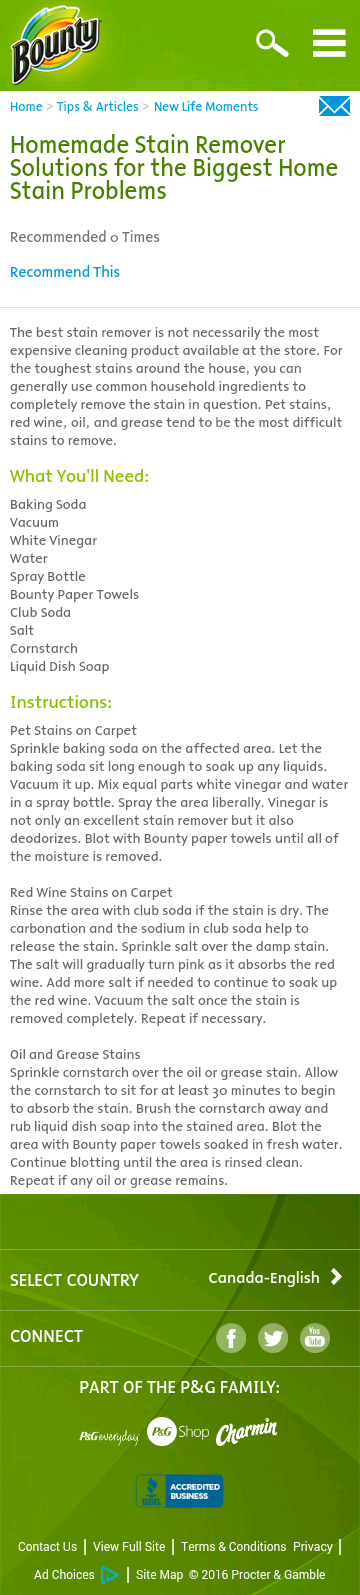 Bounty
Home > Tips & Articles > New Life Moments
Homemade Stain Remover
Solutions for the Biggest Home
Stain Problems
Recommended 0 Times
Recommend This
The best stain remover is not necessarily the most
expensive cleaning product available at the store. For
the toughest stains around the house, you can
generally use common household ingredients to
completely remove the stain in question. Pet stains,
red wine, oil, and grease tend to be the most difficult
stains to remove.
What You'll Need:
Baking Soda
Vacuum
White Vinegar
Water
Spray Bottle
Bounty Paper Towels
Club Soda
Salt
Cornstarch
Liquid Dish Soap
Instructions:
Pet Stains on Carpet
Sprinkle baking soda on the affected area. Let the
baking soda sit long enough to soak up any liquids.
Vacuum it up. Mix equal parts white vinegar and water
in a spray bottle. Spray the area liberally. Vinegar is
not only an excellent stain remover but it also
deodorizes. Blot with Bounty paper towels until all of
the moisture is removed.
Red Wine Stains on Carpet
Rinse the area with club soda if the stain is dry. The
carbonation and the sodium in club soda help to
release the stain. Sprinkle salt over the damp stain.
The salt will gradually turn pink as it absorbs the red
wine. Add more salt if needed to continue to soak up
the red wine. Vacuum the salt once the stain is
removed completely. Repeat if necessary.
Oil and Grease Stains
Sprinkle cornstarch over the oil or grease stain. Allow
the cornstarch to sit for at least 30 minutes to begin
to absorb the stain. Brush the cornstarch away and
rub liquid dish soap into the stained area. Blot the
area with Bounty paper towels soaked in fresh water.
Continue blotting until the area is rinsed clean.
Repeat if any oil or grease remains.
SELECT COUNTRY Canada-English
CONNECT f You Tube
PART OF THE P&G FAMILY:
P&G everyday P&G Shop Charmin
BBB ACCREDITED BUSINESS
Contact Us | View Full Site | Terms & Conditions Privacy |
Ad Choices | Site Map © 2016 Procter & Gamble